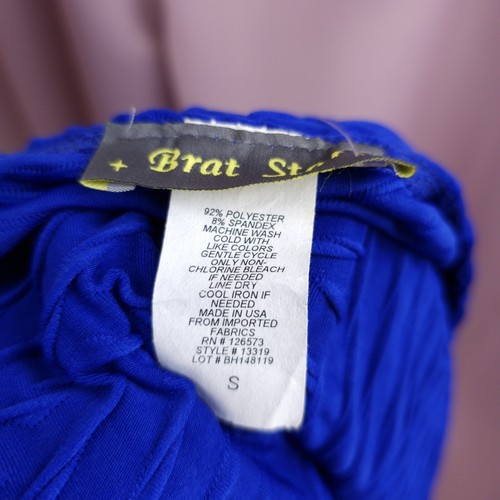 + Brat
92% POLYESTER
8% SPANDEX
MACHINE WASH
COLD WITH
LIKE COLORS
GENTLE CYCLE
ONLY NON-
CHLORINE BLEACH
IF NEEDED
LINE DRY
COOL IRON IF
NEEDED
MADE IN USA
FROM IMPORTED
FABRICS
RN # 126573
STYLE # 13319
LOT # BH148119
S